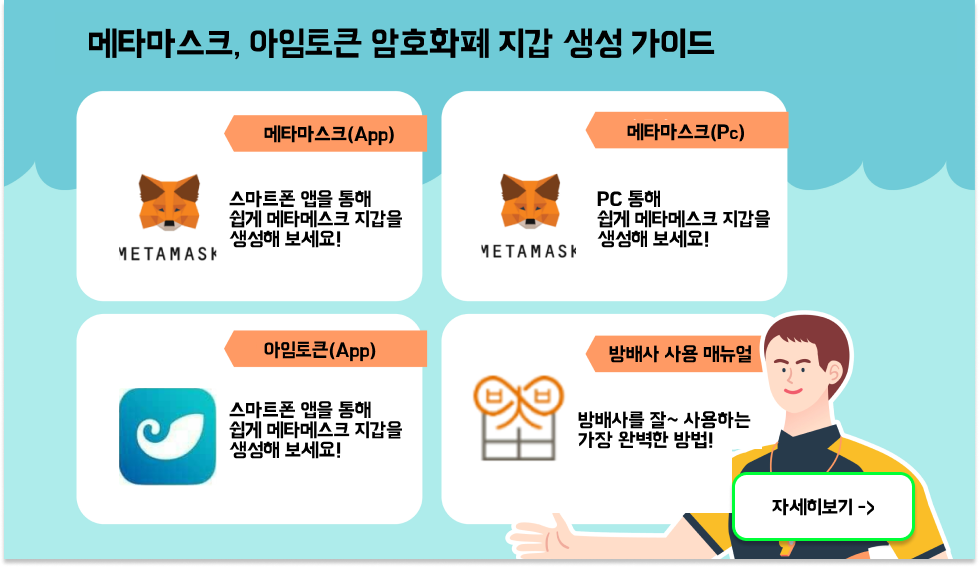 메타마스크, 아임토큰 암호화폐 지갑 생성 가이드
메타마스크(App)
스마트폰 앱을 통해
쉽게 메타메스크 지갑을
생성해 보세요!
METAMASK
메타마스크(Pc)
PC 통해
쉽게 메타메스크 지갑을
생성해 보세요!
METAMASK
아임토큰(App)
스마트폰 앱을 통해
쉽게 메타메스크 지갑을
생성해 보세요!
방배사 사용 매뉴얼
방배사를 잘~ 사용하는
가장 완벽한 방법!
자세히보기 ->